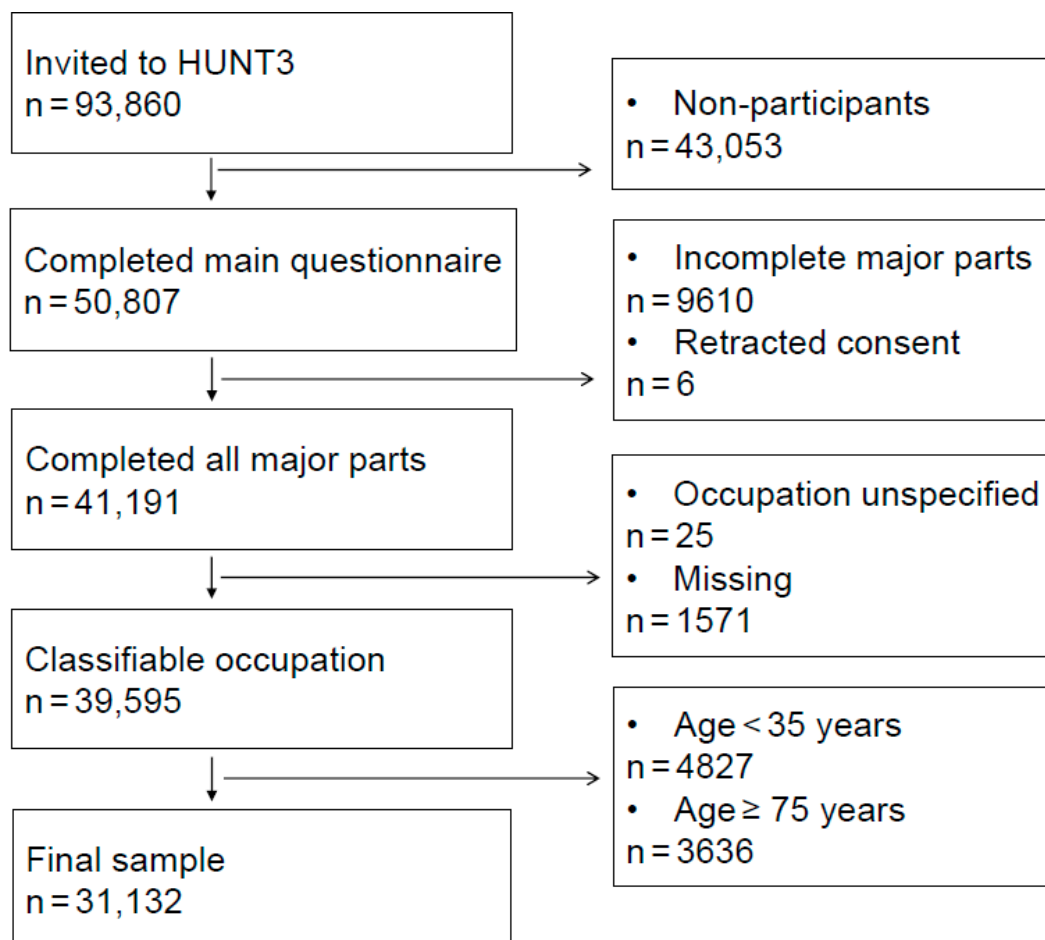 Invited to HUNT3
n = 93,860
• Non-participants
n = 43,053
Completed main questionnaire
n = 50,807
• Incomplete major parts
n = 9610
• Retracted consent
n = 6
Completed all major parts
n = 41,191
• Occupation unspecified
n = 25
• Missing
n = 1571
Classifiable occupation
n = 39,595
• Age < 35 years
n = 4827
• Age ≥ 75 years
n = 3636
Final sample
n = 31,132